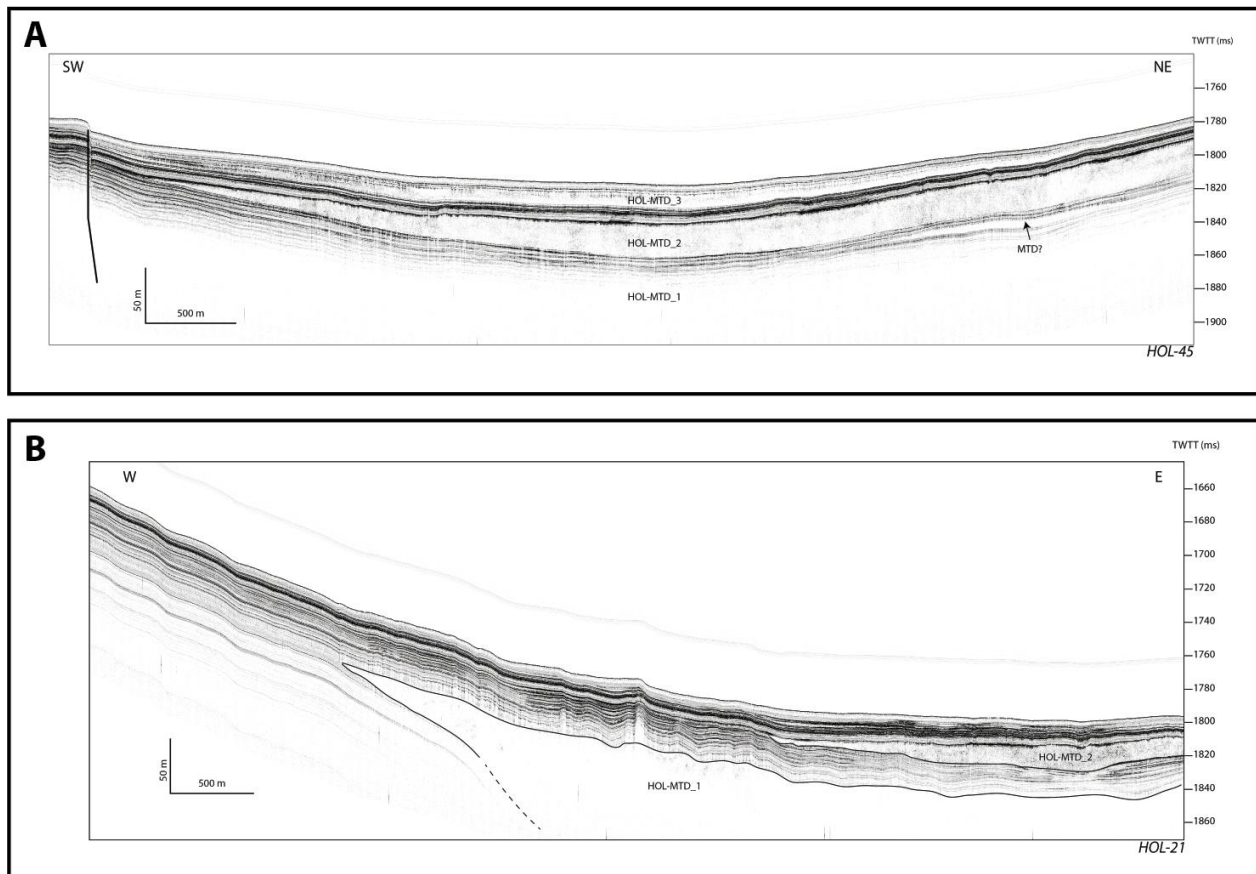 A
TWTT (ms)
SW
NE
1760
1780
1800
HOL-MTD_3
1820
HOL-MTD_2
1840
MTD?
1860
HOL-MTD_1
1880
50 m
500 m
1900
HOL-45
B
TWTT (ms)
W
E
1660
1680
1700
1720
1740
1760
1780
1800
HOL-MTD_2
1820
50 m
500 m
HOL-MTD_1
1840
1860
HOL-21